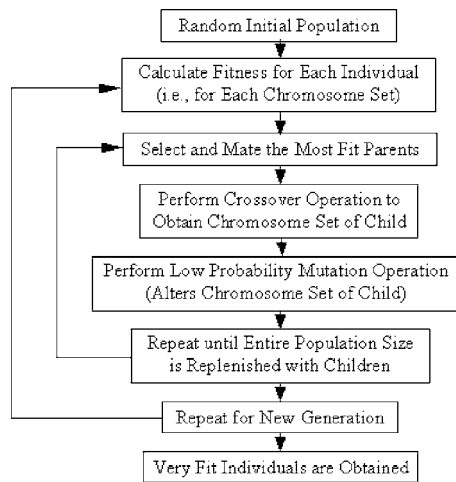 Random Initial Population
Calculate Fitness for Each Individual
(i.e., for Each Chromosome Set)
Select and Mate the Most Fit Parents
Perform Crossover Operation to
Obtain Chromosome Set of Child
Perform Low Probability Mutation Operation
(Alters Chromosome Set of Child)
Repeat until Entire Population Size
is Replenished with Children
Repeat for New Generation
Very Fit Individuals are Obtained